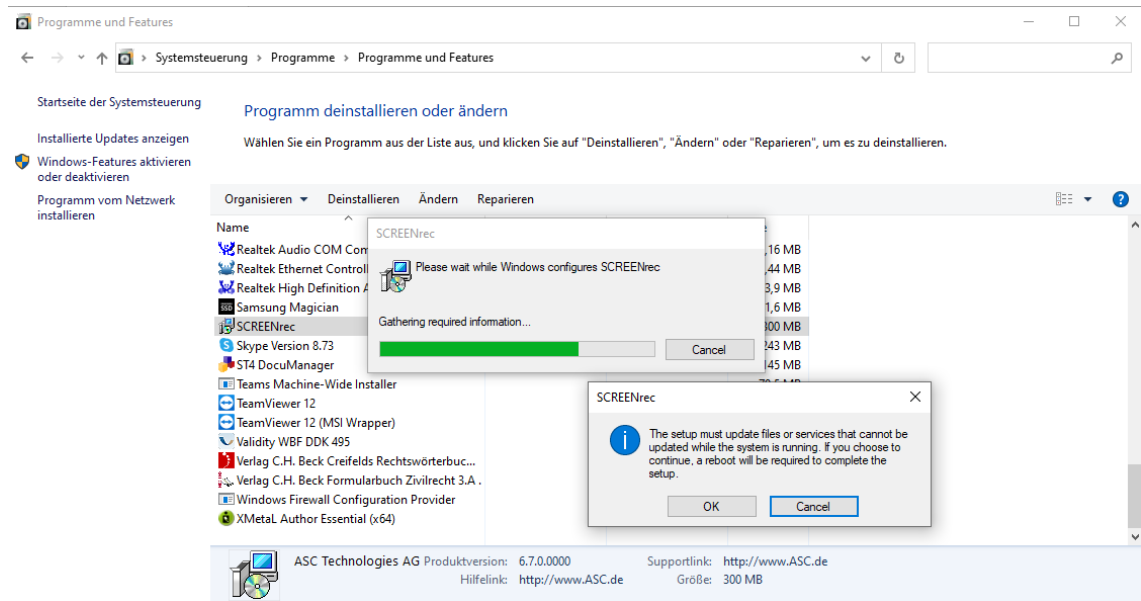 Programme und Features
Systemsteuerung > Programme > Programme und Features
Startseite der Systemsteuerung
Installierte Updates anzeigen
Windows-Features aktivieren
oder deaktivieren
Programm vom Netzwerk
installieren
Programm deinstallieren oder ändern
Wählen Sie ein Programm aus der Liste aus, und klicken Sie auf "Deinstallieren", "Ändern" oder "Reparieren", um es zu deinstallieren.
Organisieren Deinstallieren Ändern Reparieren
Name
Realtek Audio COM Com ,16 MB
Realtek Ethernet Control ,44 MB
Realtek High Definition 3,9 MB
Samsung Magician 1,6 MB
SCREENrec 300 MB
Skype Version 8.73 243 MB
ST4 DocuManager 145 MB
Teams Machine-Wide Installer
TeamViewer 12
TeamViewer 12 (MSI Wrapper)
Validity WBF DDK 495
Verlag C.H. Beck Creifelds Rechtswörterbuc...
Verlag C.H. Beck Formularbuch Zivilrecht 3.A .
Windows Firewall Configuration Provider
XMetaL Author Essential (x64)
SCREENrec
Please wait while Windows configures SCREENrec
Gathering required information...
Cancel
SCREENrec
The setup must update files or services that cannot be
updated while the system is running. If you choose to
continue, a reboot will be required to complete the
setup.
OK Cancel
ASC Technologies AG Produktversion: 6.7.0.0000 Supportlink: http://www.ASC.de
Hilfelink: http://www.ASC.de Größe: 300 MB